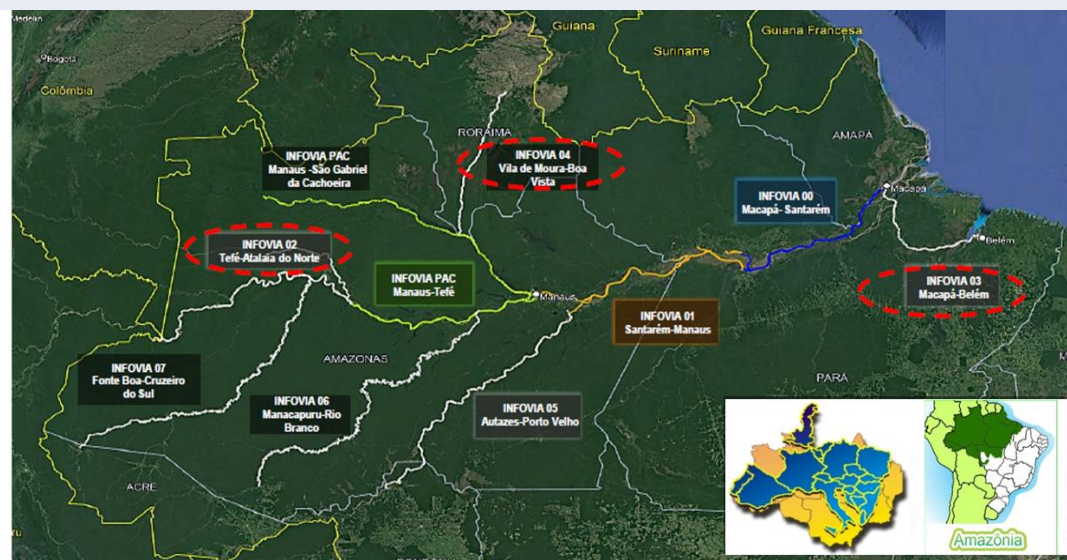 Medellin
Guiana
Guiana Francesa
Suriname
Bogotá
Colômbia
RORAIMA
AMAPÁ
INFOVIA PAC
Manaus -São Gabriel
da Cachoeira
INFOVIA 04
Vila de Moura-Boa
Vista
INFOVIA 00
Macapá- Santarém
Macapá
Belém
INFOVIA 02
Tefé-Atalaia do Norte
INFOVIA PAC
Manaus-Tefé
Manaus
INFOVIA 03
Macapá-Belém
INFOVIA 01
Santarém-Manaus
INFOVIA 07
Fonte Boa-Cruzeiro
do Sul
AMAZONAS
PARÁ
INFOVIA 06
Manacapuru-Rio
Branco
INFOVIA 05
Autazes-Porto Velho
ACRE
Amazônia